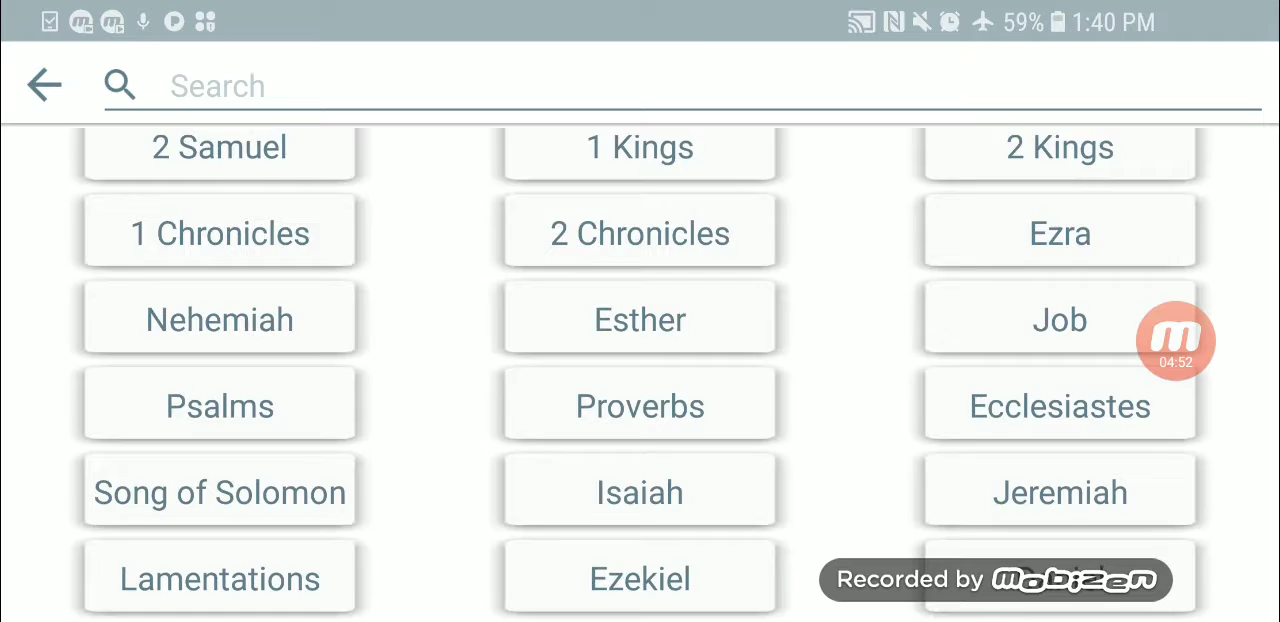 59% 1:40 PM
Search
2 Samuel 1 Kings 2 Kings
1 Chronicles 2 Chronicles Ezra
Nehemiah Esther Job
04:52
Psalms Proverbs Ecclesiastes
Song of Solomon Isaiah Jeremiah
Lamentations Ezekiel
Recorded by mobizen